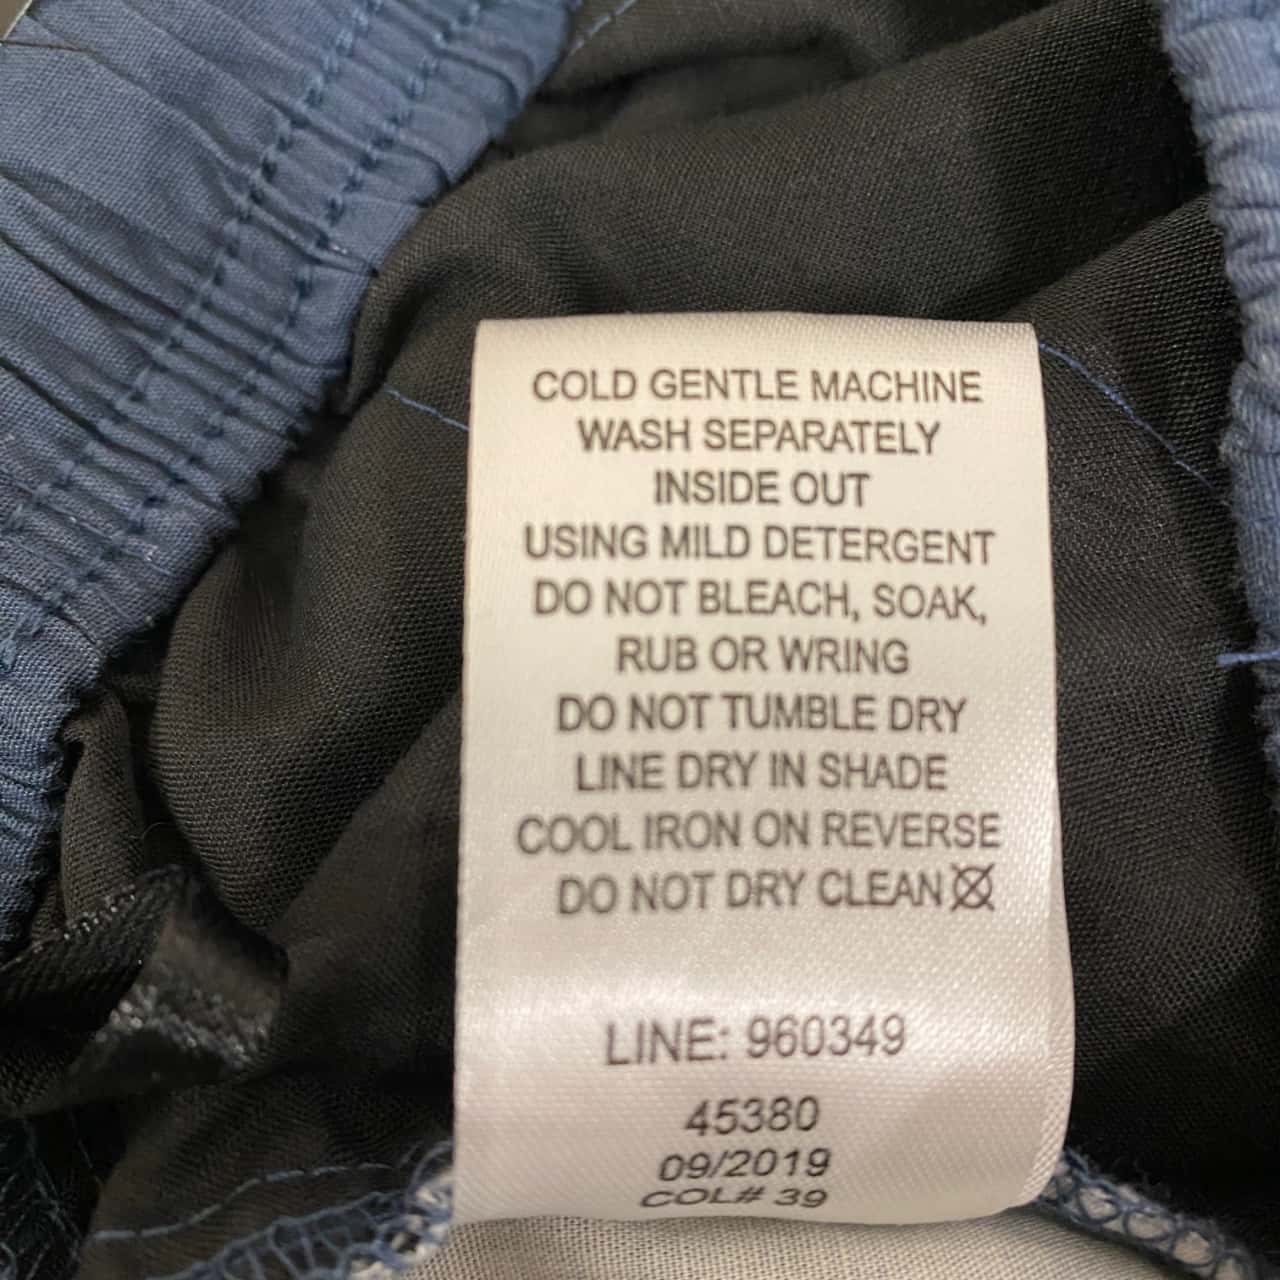 COLD GENTLE MACHINE
WASH SEPARATELY
INSIDE OUT
USING MILD DETERGENT
DO NOT BLEACH, SOAK,
RUB OR WRING
DO NOT TUMBLE DRY
LINE DRY IN SHADE
COOL IRON ON REVERSE
DO NOT DRY CLEAN
LINE: 960349
45380
09/2019
COL# 39